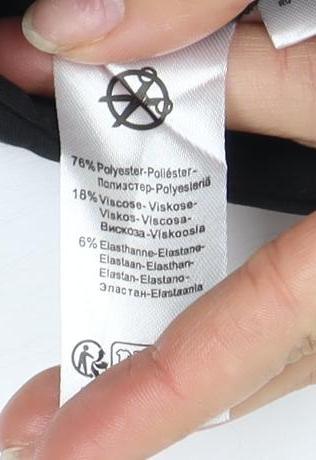 76% Polyester-Poliéster-
Полиэстер-Polyesteriä
18% Viscose-Viskose-
Viskos-Viscosa-
Вискоза-Viskoosia
6% Elasthanne-Elastane-
Elastaan-Elasthan-
Elastan-Elastano-
Эластан-Elastaania